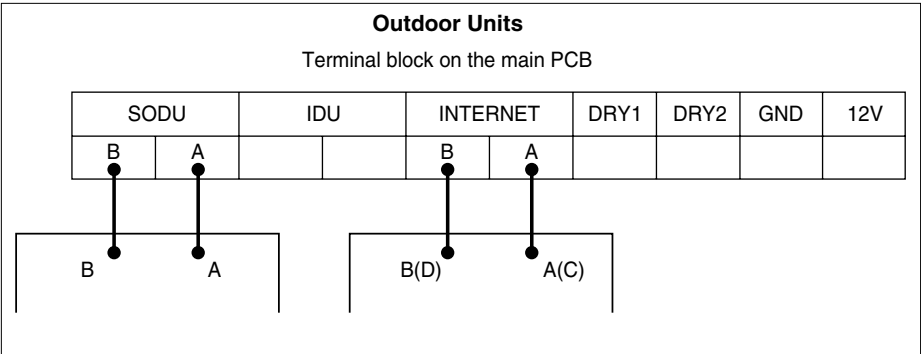 Outdoor Units
Terminal block on the main PCB
SODU IDU INTERNET DRY1 DRY2 GND 12V
B A B A
B A B(D) A(C)